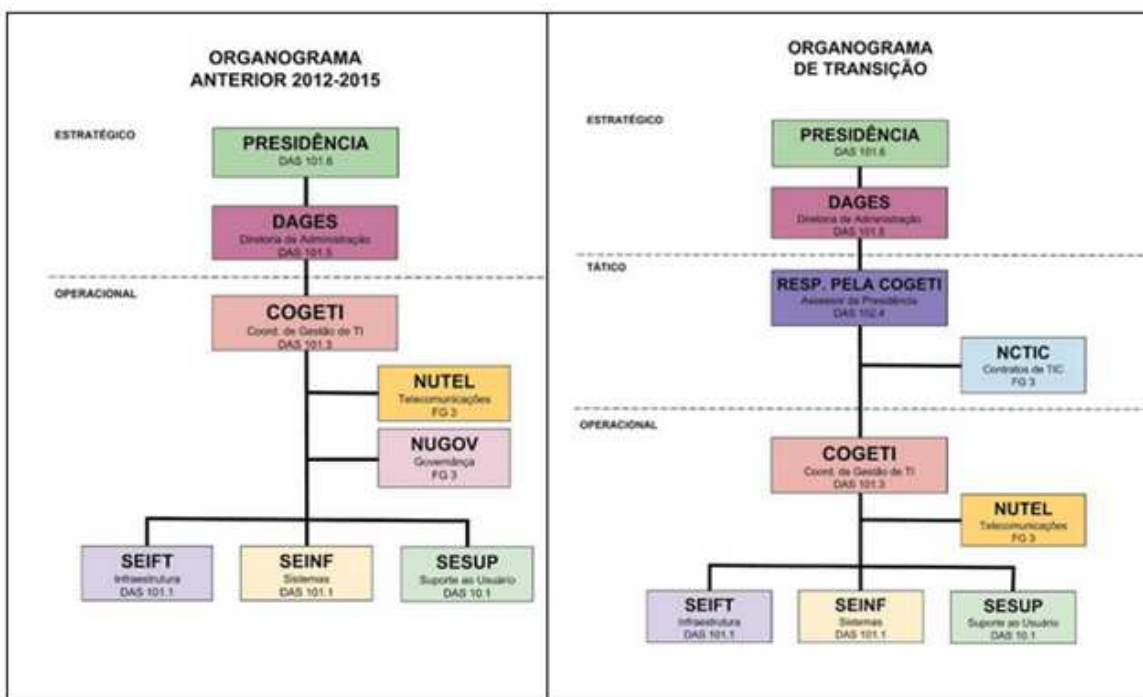 ORGANOGRAMA
ANTERIOR 2012-2015
ESTRATÉGICO
PRESIDÊNCIA
DAS 101.6
DAGES
Diretoria de Administração
DAS 101.5
OPERACIONAL
COGETI
Coord. de Gestão de TI
DAS 101.3
NUTEL
Telecomunicações
FG 3
NUGOV
Governânça
FG 3
SEIFT
Infraestrutura
DAS 101.1
SEINF
Sistemas
DAS 101.1
SESUP
Suporte ao Usuário
DAS 10.1
ORGANOGRAMA
DE TRANSIÇÃO
ESTRATÉGICO
PRESIDÊNCIA
DAS 101.6
DAGES
Diretoria de Administração
DAS 101.5
TÁTICO
RESP. PELA COGETI
Assessor da Presidência
DAS 102.4
NCTIC
Contratos de TIC
FG 3
OPERACIONAL
COGETI
Coord. de Gestão de TI
DAS 101.3
NUTEL
Telecomunicações
FG 3
SEIFT
Infraestrutura
DAS 101.1
SEINF
Sistemas
DAS 101.1
SESUP
Suporte ao Usuário
DAS 10.1